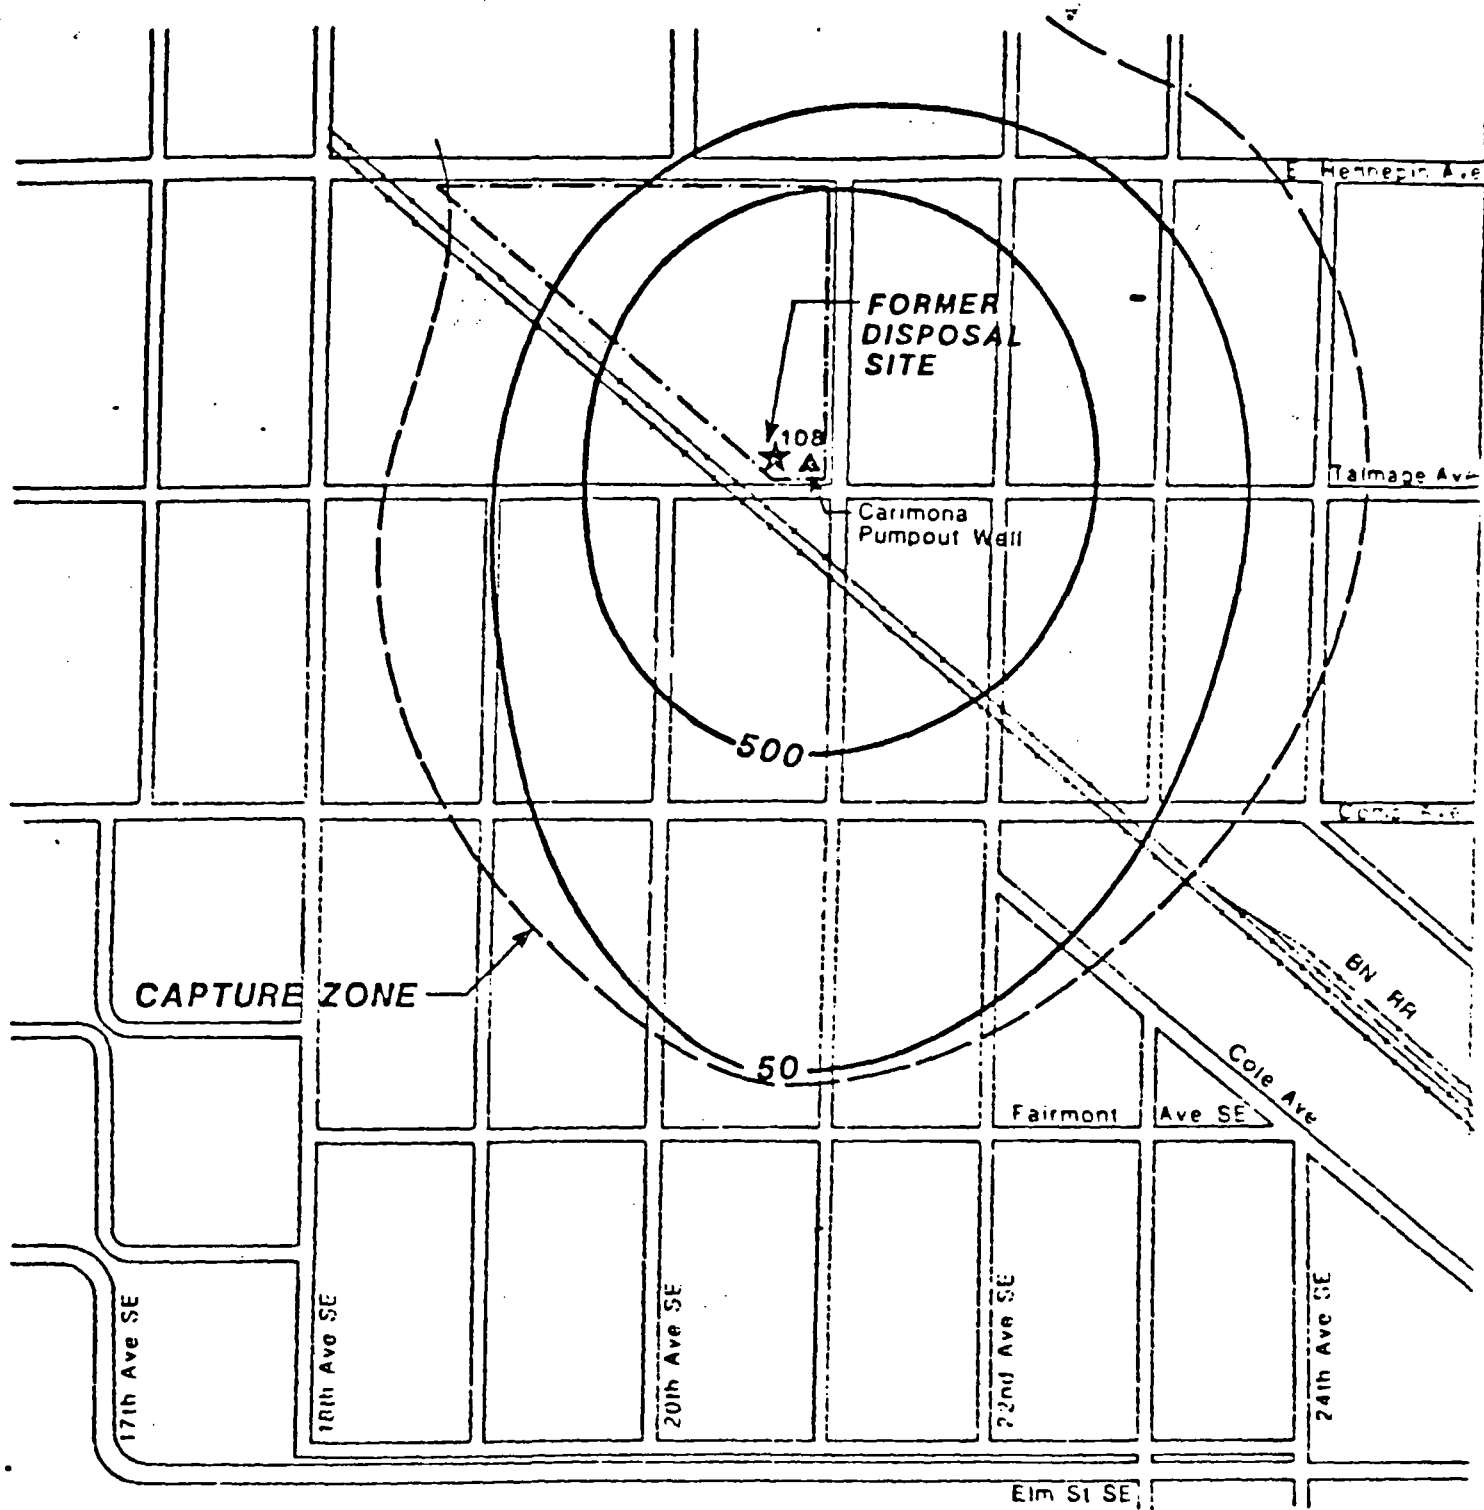 E Hennepin Ave
FORMER
DISPOSAL
SITE
108
Talmage Ave
Carimona
Pumpout Well
500
Como Ave
BN RR
CAPTURE ZONE
Cole Ave
50
Fairmont Ave SE
17th Ave SE
18th Ave SE
20th Ave SE
22nd Ave SE
24th Ave SE
Elm St SE